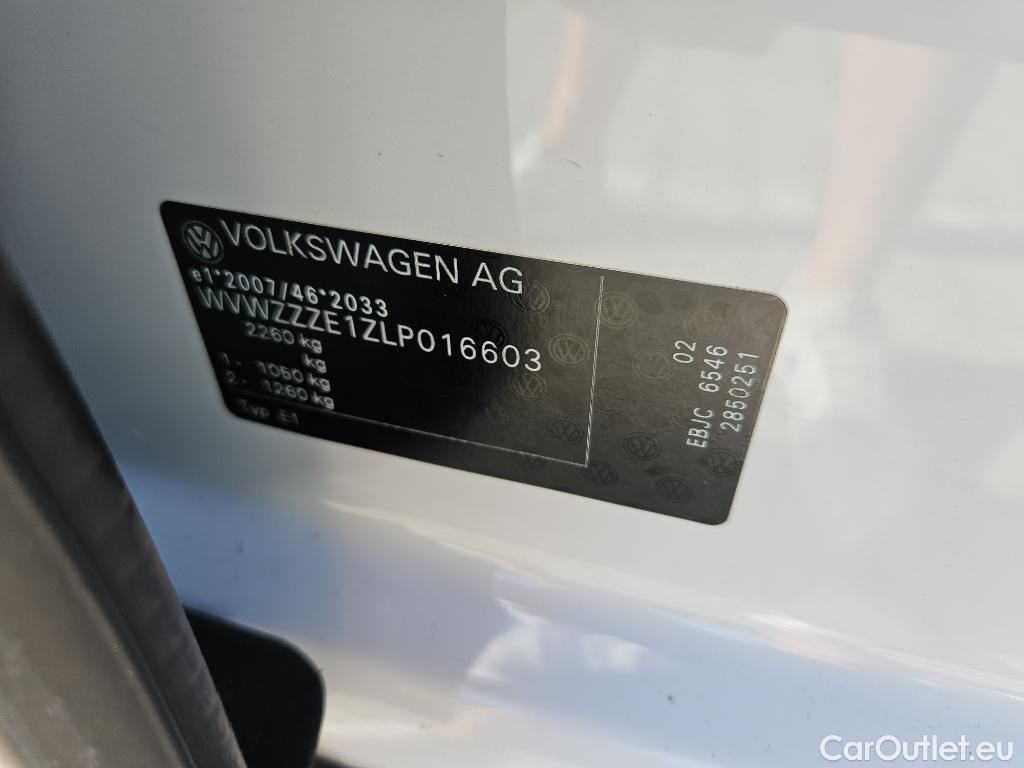 VOLKSWAGEN AG
e1*2007/46*2033
WVWZZZE1ZLP016603
2260 kg
kg
1.- 1050 kg
2.- 1260 kg
Typ E1
02
EBJC 6546
2850251
CarOutlet.eu